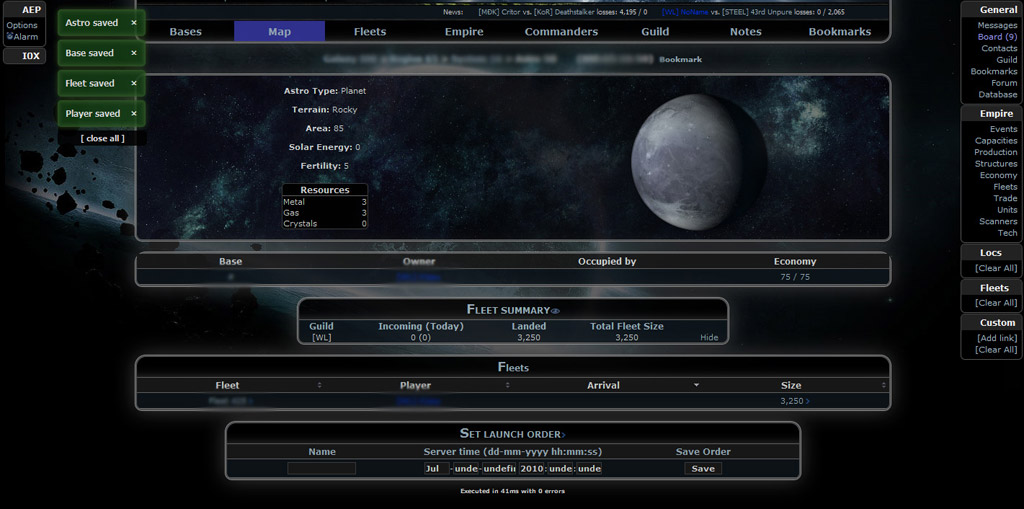 AEP
Options
Alarm
IOX
Astro saved ×
Base saved ×
Fleet saved ×
Player saved ×
[ close all ]
News: [MDK] Critor vs. [KoR] Deathstalker losses: 4,195 / 0 [WL] vs. [STEEL] 43rd Unpure losses: 0 / 2,065
Bases Map Fleets Empire Commanders Guild Notes Bookmarks
Bookmark
Astro Type: Planet
Terrain: Rocky
Area: 85
Solar Energy: 0
Fertility: 5
Resources
Metal 3
Gas 3
Crystals 0
Base Owner Occupied by Economy
75 / 75
FLEET SUMMARY
Guild Incoming (Today) Landed Total Fleet Size
[WL] 0 (0) 3,250 3,250 Hide
Fleets
Fleet Player Arrival Size
3,250 >
SET LAUNCH ORDER>
Name Server time (dd-mm-yyyy hh:mm:ss) Save Order
Jul - unde - undefin 2010 : unde : unde Save
Executed in 41ms with 0 errors
General
Messages
Board (9)
Contacts
Guild
Bookmarks
Forum
Database
Empire
Events
Capacities
Production
Structures
Economy
Fleets
Trade
Units
Scanners
Tech
Locs
[Clear All]
Fleets
[Clear All]
Custom
[Add link]
[Clear All]